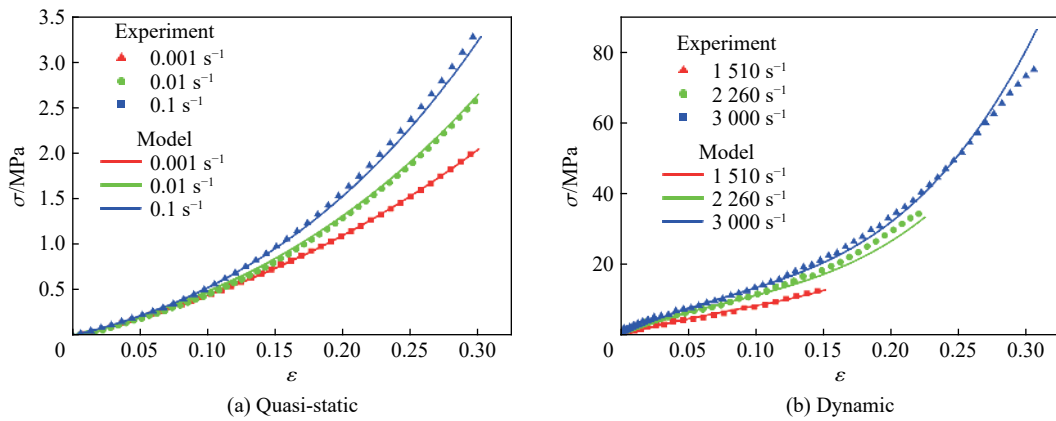 3.5
3.0
2.5
2.0
1.5
1.0
0.5
0
0.05
0.10
0.15
0.20
0.25
0.30
σ/MPa
ε
Experiment
0.001 s⁻¹
0.01 s⁻¹
0.1 s⁻¹
Model
0.001 s⁻¹
0.01 s⁻¹
0.1 s⁻¹
(a) Quasi-static
80
60
40
20
0
0.05
0.10
0.15
0.20
0.25
0.30
σ/MPa
ε
Experiment
1 510 s⁻¹
2 260 s⁻¹
3 000 s⁻¹
Model
1 510 s⁻¹
2 260 s⁻¹
3 000 s⁻¹
(b) Dynamic